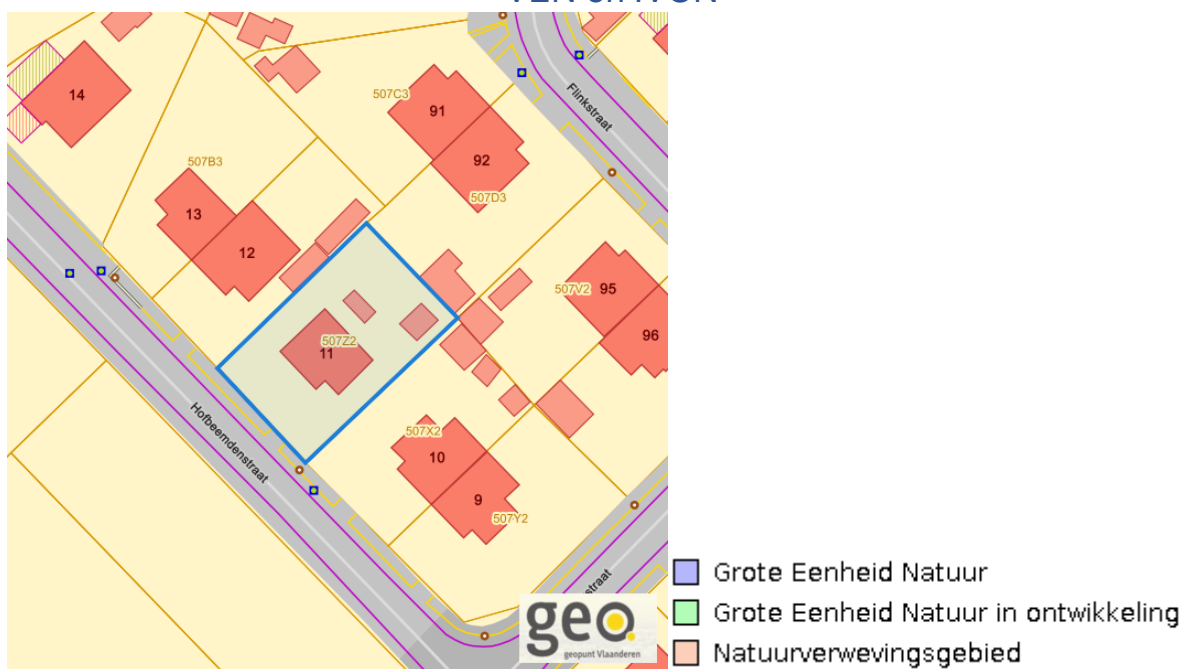 14
91
92
507C3
507D3
Flinkstraat
507B3
13
12
507V2
95
96
507Z2
11
Hofbeemdenstraat
507X2
10
9
507Y2
straat
geo
geopunt Vlaanderen
Grote Eenheid Natuur
Grote Eenheid Natuur in ontwikkeling
Natuurverwevingsgebied